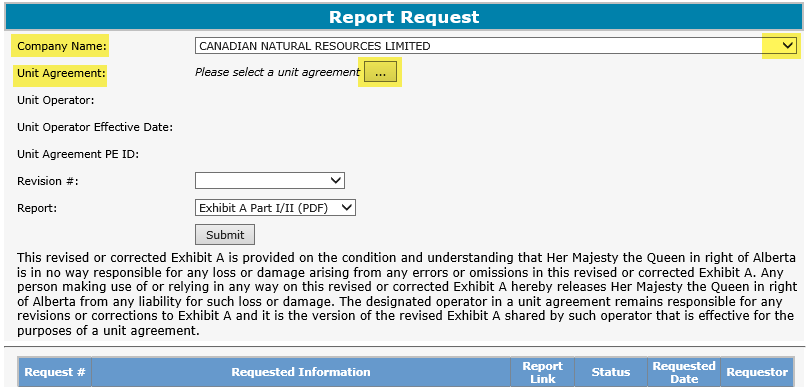 Report Request
Company Name: CANADIAN NATURAL RESOURCES LIMITED
Unit Agreement: Please select a unit agreement ...
Unit Operator:
Unit Operator Effective Date:
Unit Agreement PE ID:
Revision #:
Report: Exhibit A Part I/II (PDF)
Submit
This revised or corrected Exhibit A is provided on the condition and understanding that Her Majesty the Queen in right of Alberta
is in no way responsible for any loss or damage arising from any errors or omissions in this revised or corrected Exhibit A. Any
person making use of or relying in any way on this revised or corrected Exhibit A hereby releases Her Majesty the Queen in right
of Alberta from any liability for such loss or damage. The designated operator in a unit agreement remains responsible for any
revisions or corrections to Exhibit A and it is the version of the revised Exhibit A shared by such operator that is effective for the
purposes of a unit agreement.
Request # Requested Information Report Link Status Requested Date Requestor